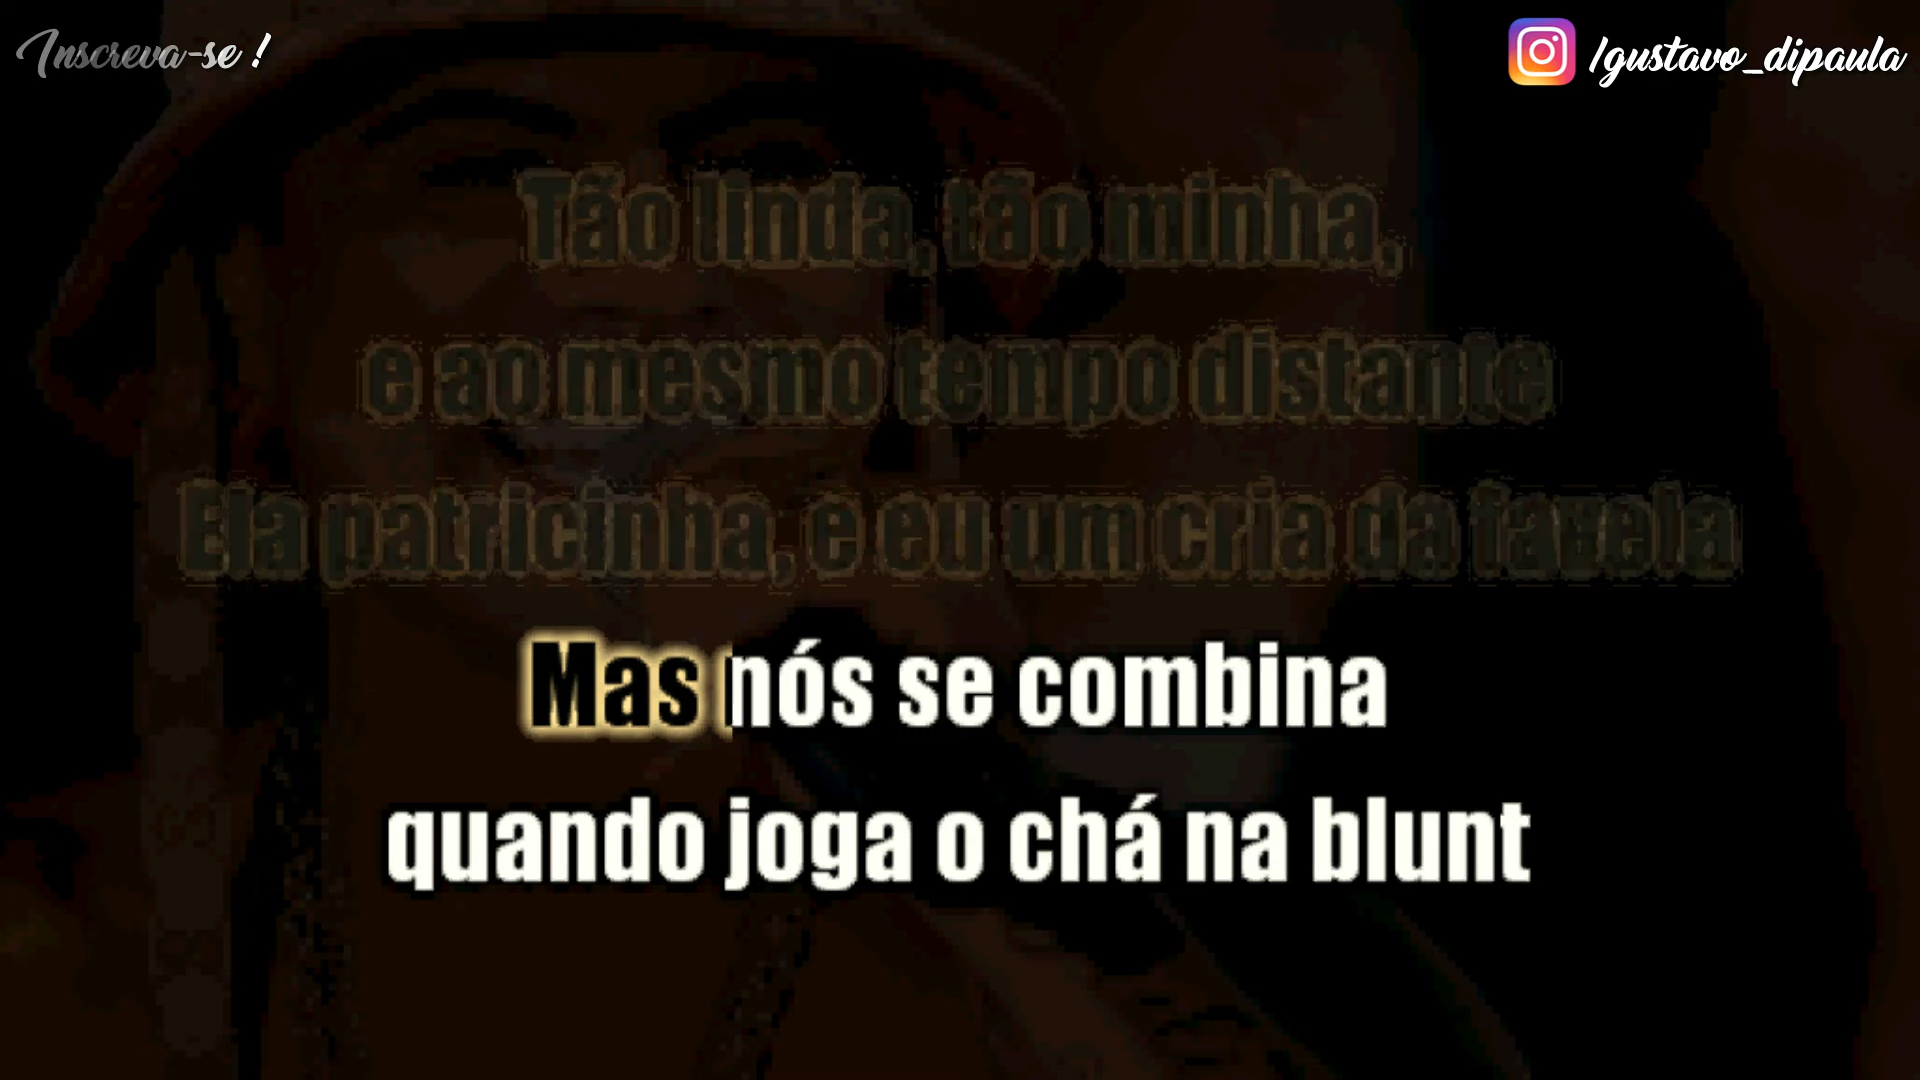 Inscreva-se !
/gustavo_dipaula
Tão linda, tão minha,
e ao mesmo tempo distante
Ela patricinha, e eu um cria da favela
Mas nós se combina
quando joga o chá na blunt